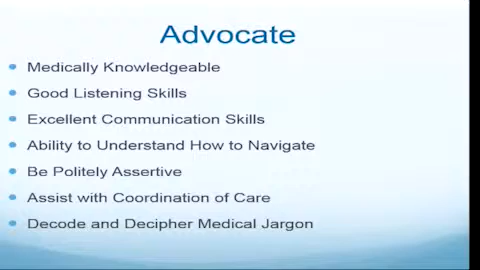 Advocate
Medically Knowledgeable
Good Listening Skills
Excellent Communication Skills
Ability to Understand How to Navigate
Be Politely Assertive
Assist with Coordination of Care
Decode and Decipher Medical Jargon